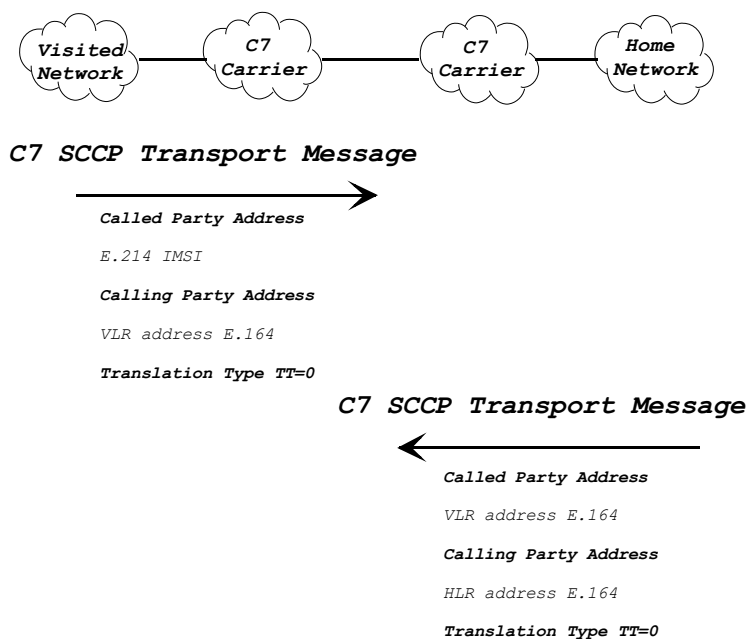 Visited
Network
C7
Carrier
C7
Carrier
Home
Network
C7 SCCP Transport Message
Called Party Address
E.214 IMSI
Calling Party Address
VLR address E.164
Translation Type TT=0
C7 SCCP Transport Message
Called Party Address
VLR address E.164
Calling Party Address
HLR address E.164
Translation Type TT=0